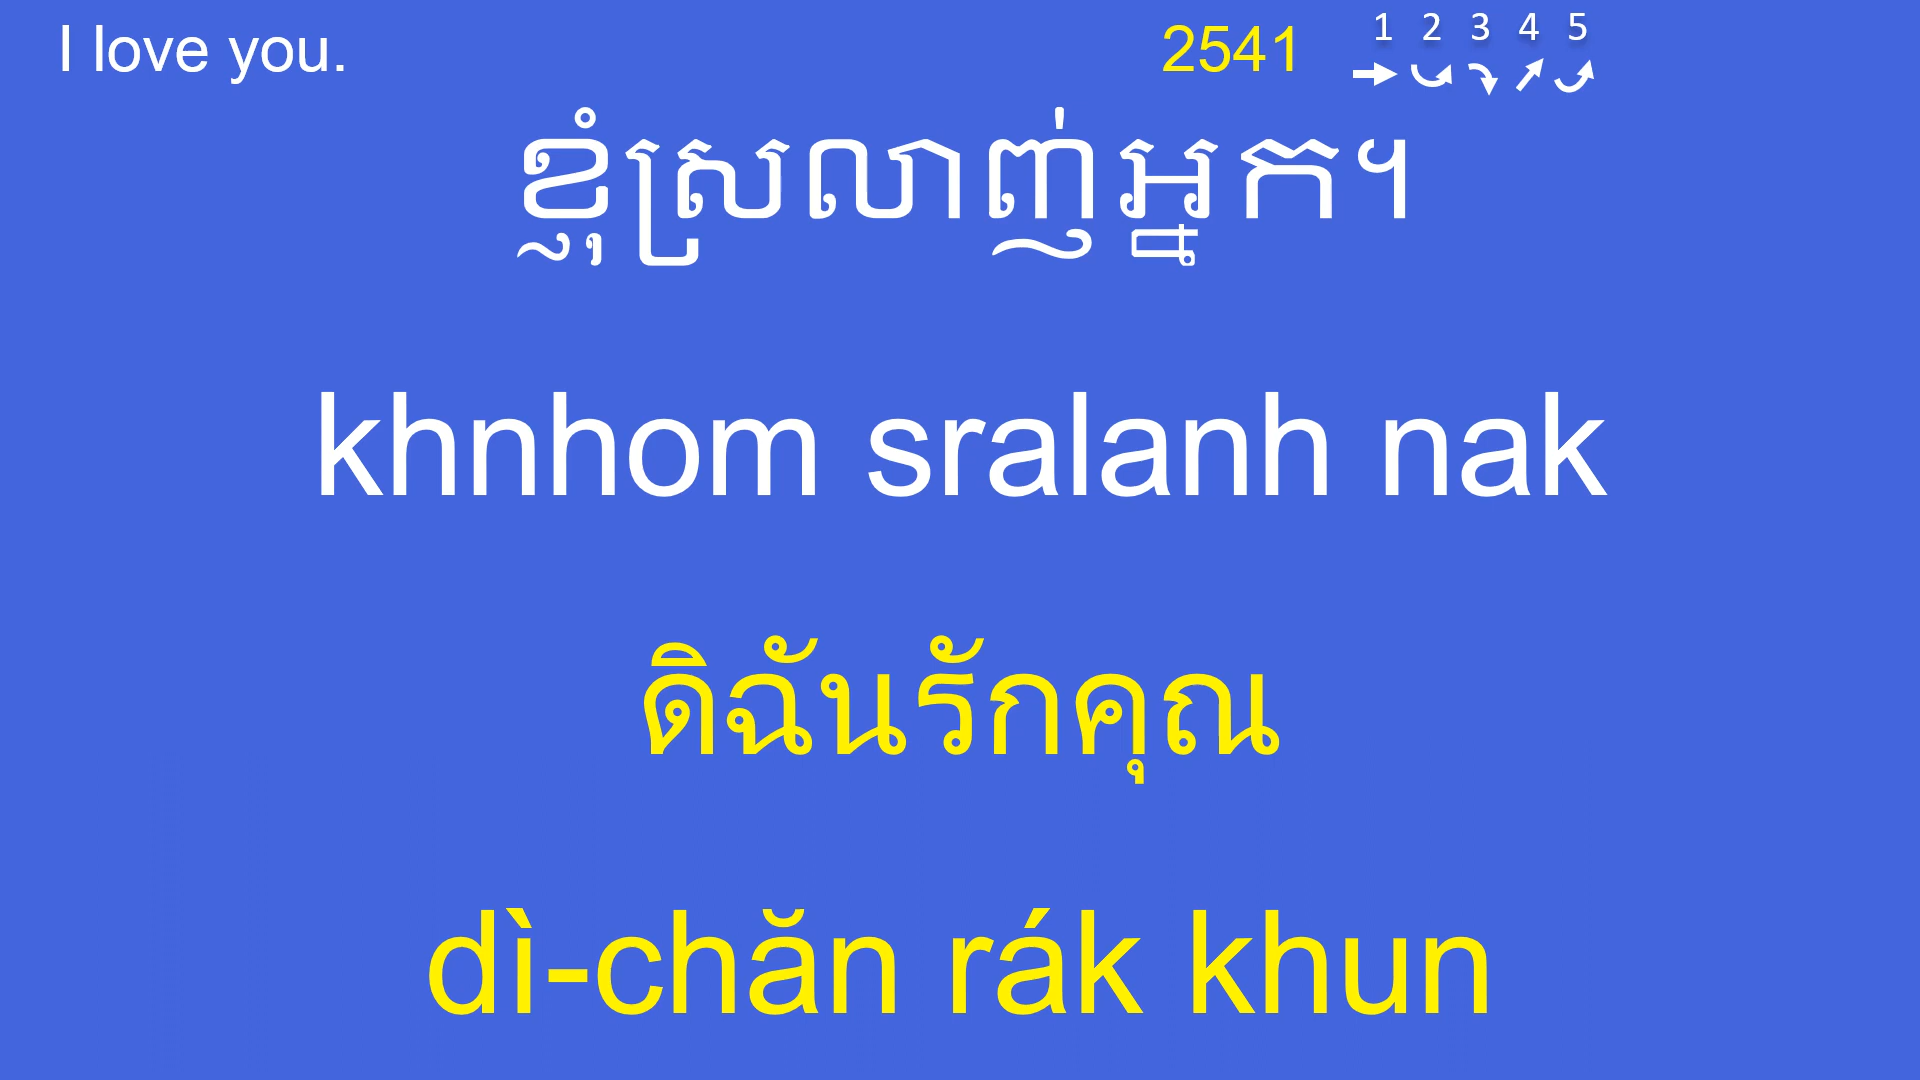 I love you.
2541
1 2 3 4 5
ខ្ញុំស្រលាញ់អ្នក។
khnhom sralanh nak
ดิฉันรักคุณ
dì-chăn rák khun